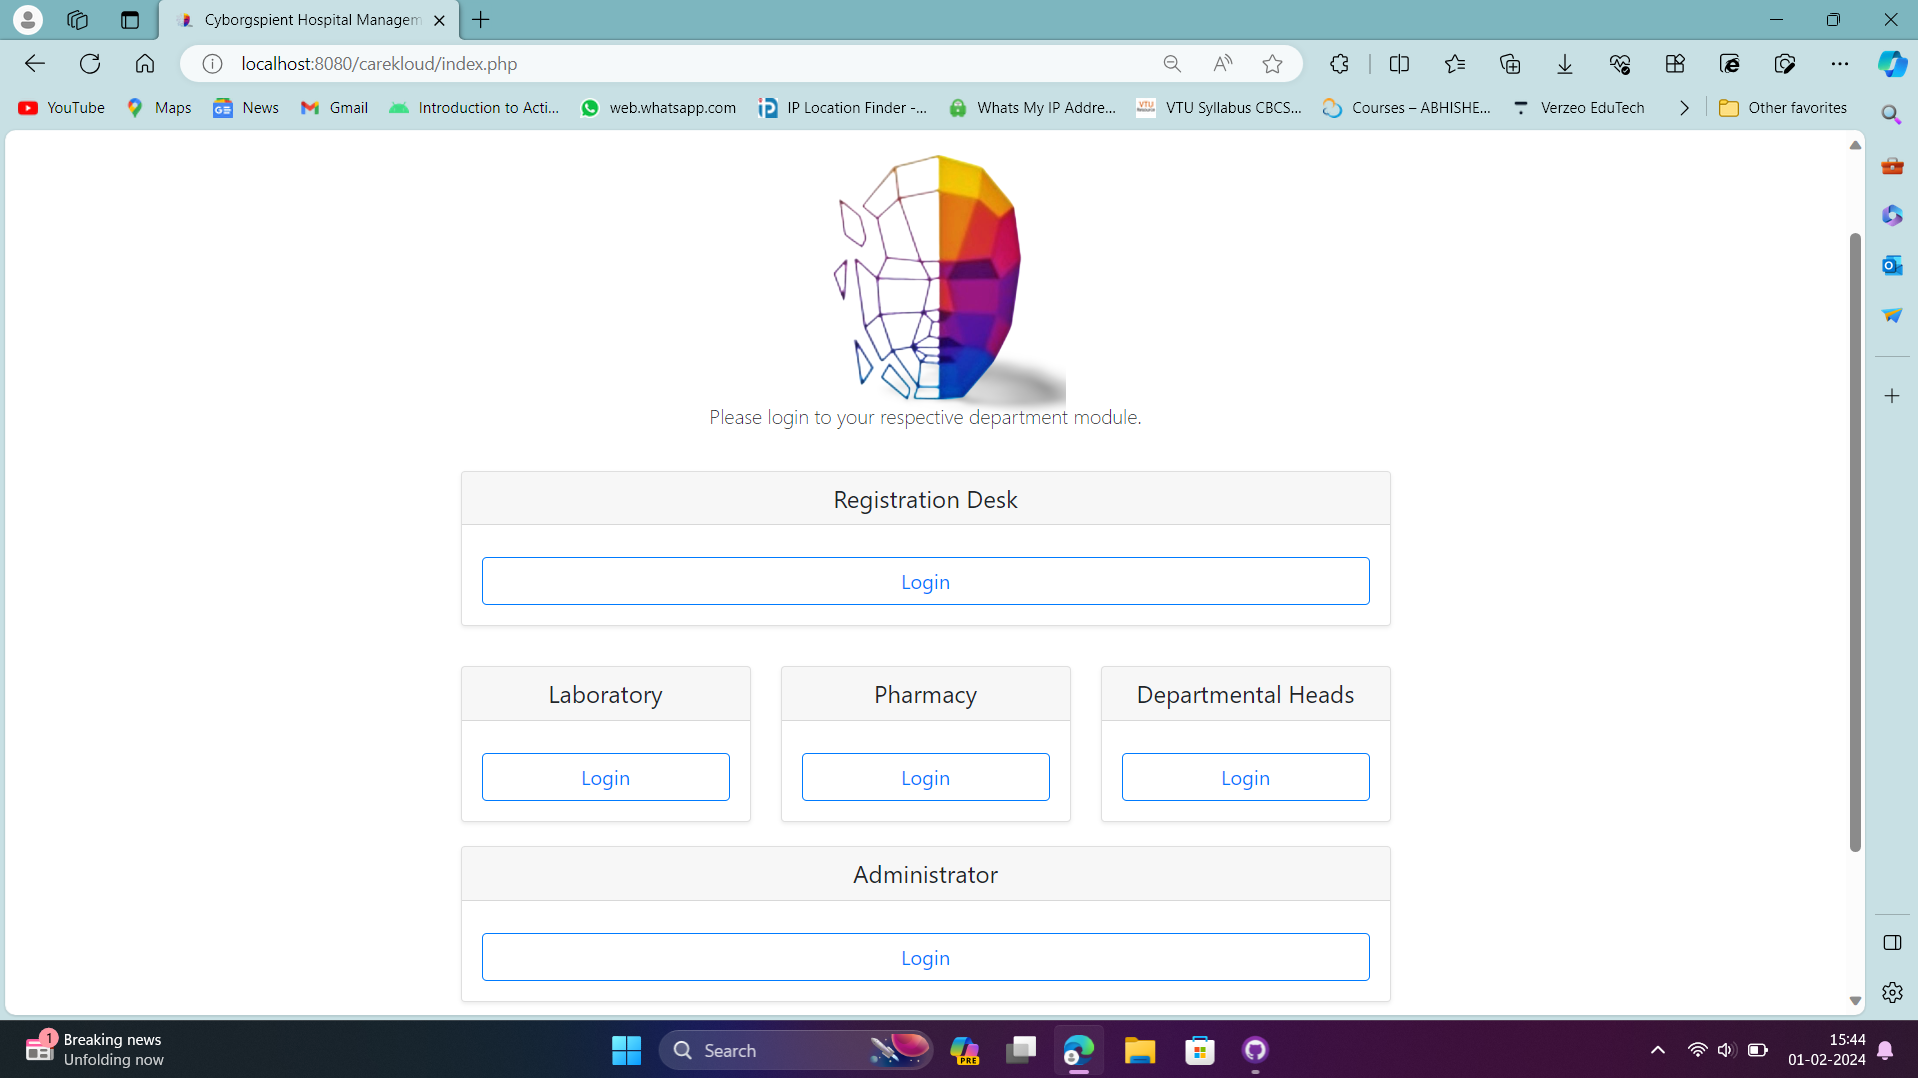 Cyborgspient Hospital Managem
localhost:8080/carekloud/index.php
YouTube Maps News Gmail Introduction to Acti... web.whatsapp.com IP Location Finder -... Whats My IP Addre... VTU Syllabus CBCS... Courses – ABHISHE... Verzeo EduTech Other favorites
Please login to your respective department module.
Registration Desk
Login
Laboratory Pharmacy Departmental Heads
Login Login Login
Administrator
Login
1 Breaking news
Unfolding now
Search
PRE
15:44
01-02-2024